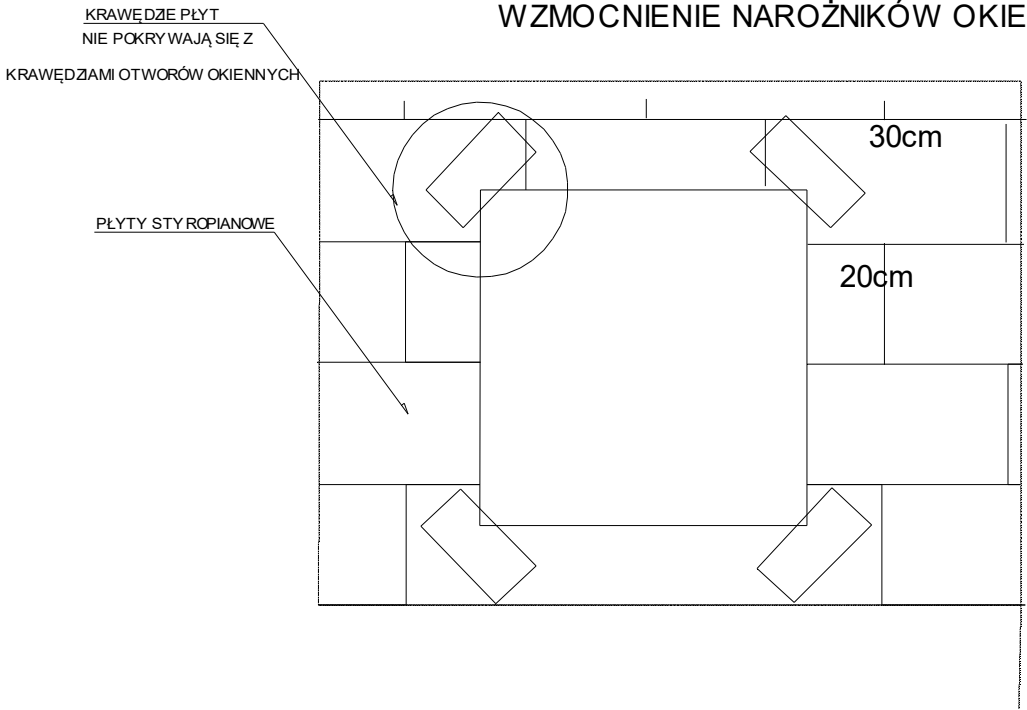 WZMOCNIENIE NAROŻNIKÓW OKIE
KRAWĘDZIE PŁYT
NIE POKRYWAJĄ SIĘ Z
KRAWĘDZIAMI OTWORÓW OKIENNYCH
30cm
PŁYTY STYROPIANOWE
20cm